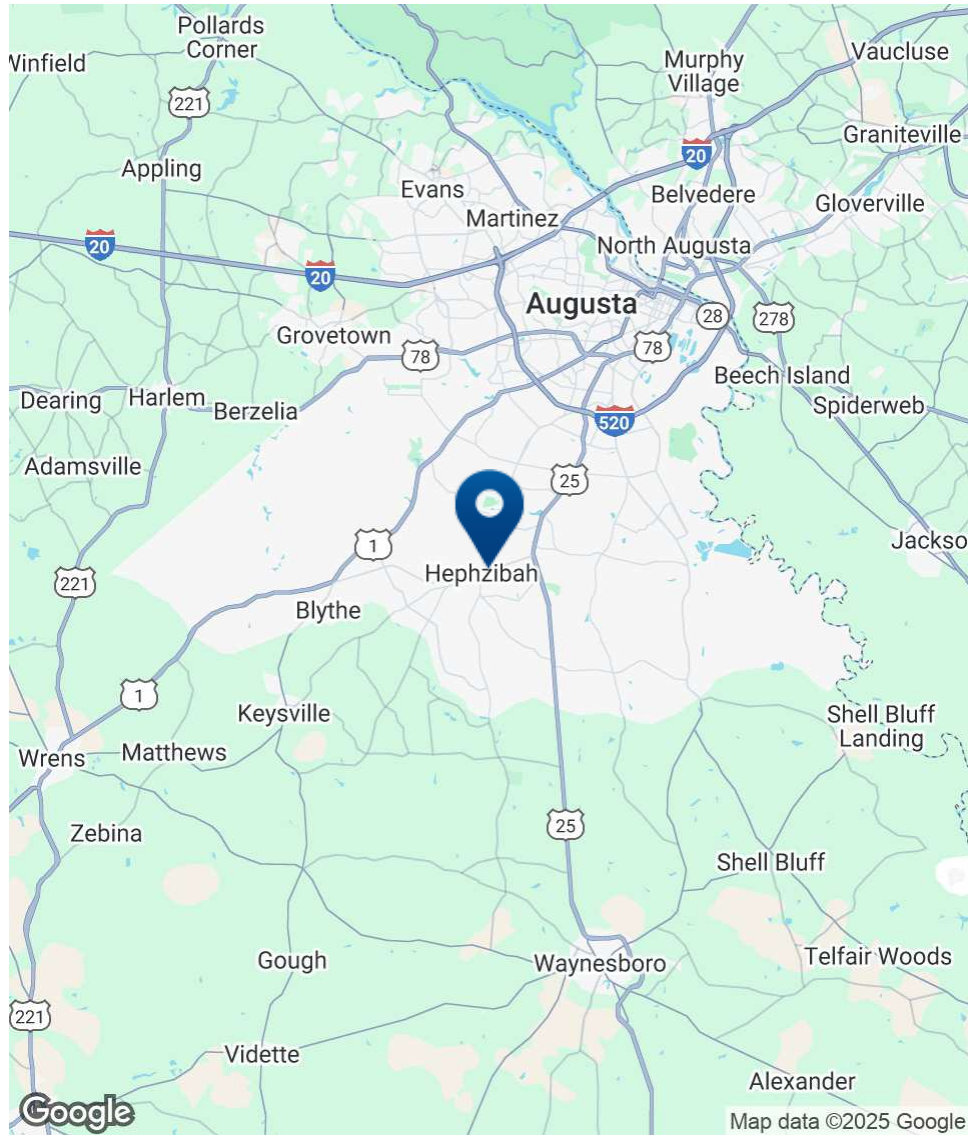 Pollards
Corner
Winfield
Murphy
Village
Vaucluse
221
Graniteville
20
Appling
Evans
Belvedere
Gloverville
Martinez
20
North Augusta
20
Augusta
28
278
Grovetown
78
78
Beech Island
Dearing
Harlem
Berzelia
Spiderweb
520
Adamsville
25
Jackso
1
Hephzibah
221
Blythe
1
Keysville
Shell Bluff
Landing
Wrens
Matthews
25
Zebina
Shell Bluff
Gough
Waynesboro
Telfair Woods
221
Vidette
Alexander
Google
Map data ©2025 Google